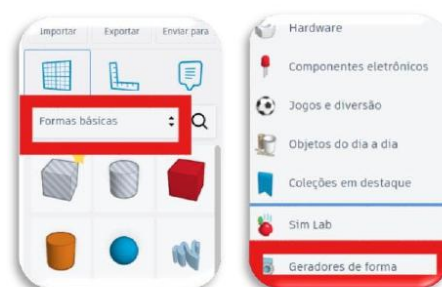 Importar Exportar Enviar para
Formas básicas
Hardware
Componentes eletrônicos
Jogos e diversão
Objetos do dia a dia
Coleções em destaque
Sim Lab
Geradores de forma